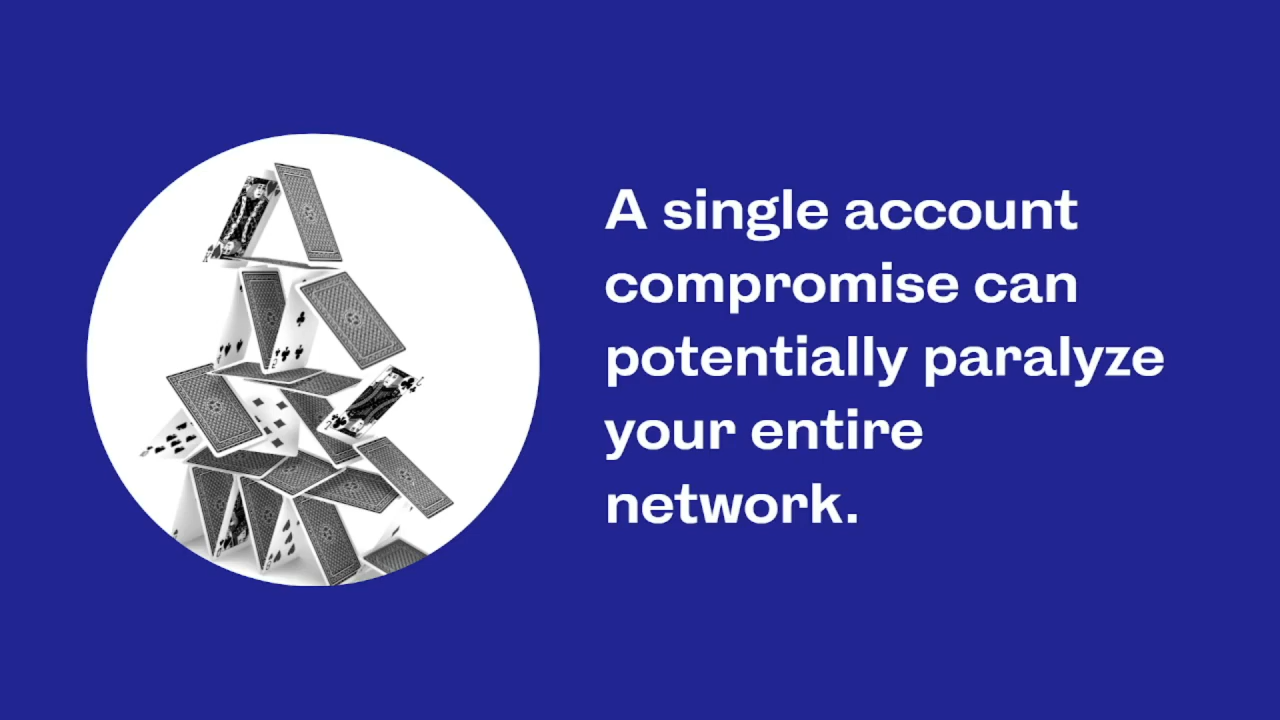 A single account
compromise can
potentially paralyze
your entire
network.